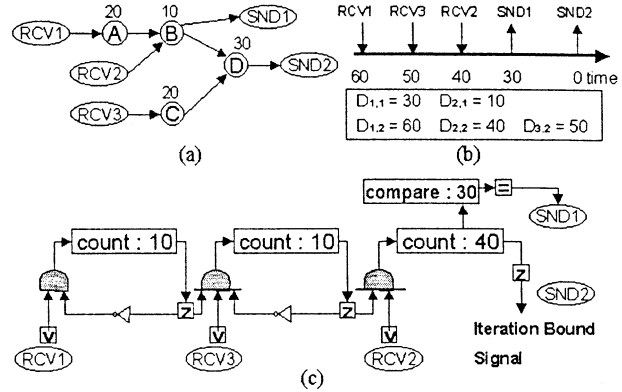 20 10 SND1
RCV1 A B 30
D SND2
RCV2
20
RCV3 C
(a)
RCV1 RCV3 RCV2 SND1 SND2
60 50 40 30 0 time
D1,1 = 30 D2,1 = 10
D1,2 = 60 D2,2 = 40 D3,2 = 50
(b)
compare : 30 =
SND1
count : 10 count : 10 count : 40
z z z
SND2
v v v
RCV1 RCV3 RCV2
Iteration Bound
Signal
(c)